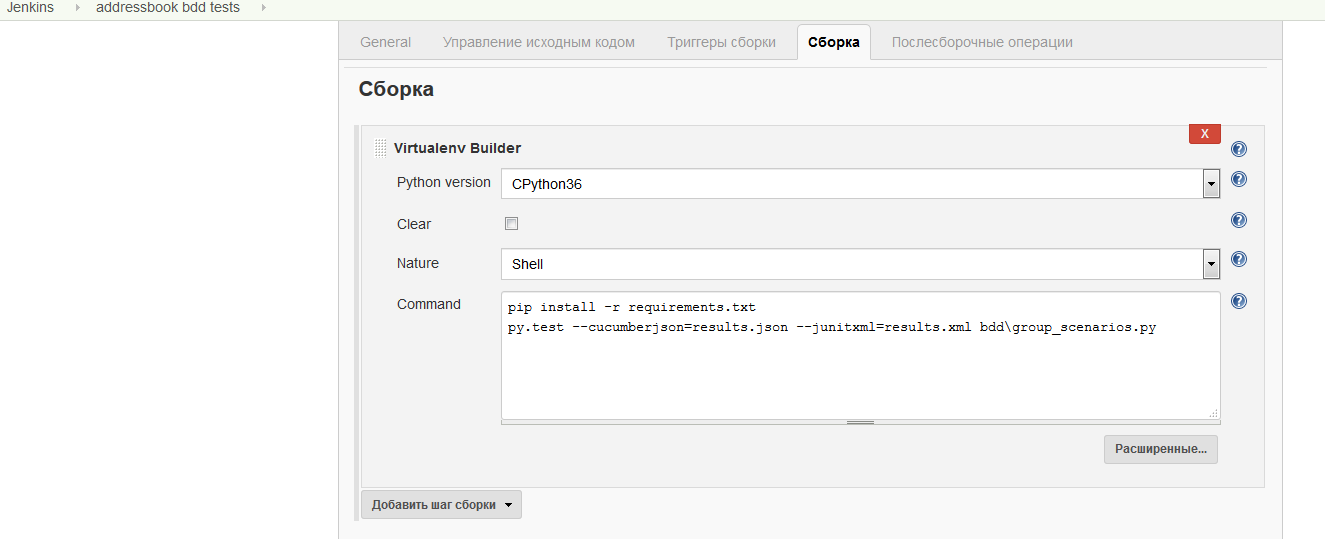 Jenkins addressbook bdd tests
General Управление исходным кодом Триггеры сборки Сборка Послесборочные операции
Сборка
X
Virtualenv Builder
Python version CPython36
Clear
Nature Shell
Command pip install -r requirements.txt
py.test --cucumberjson=results.json --junitxml=results.xml bdd\group_scenarios.py
Расширенные...
Добавить шаг сборки